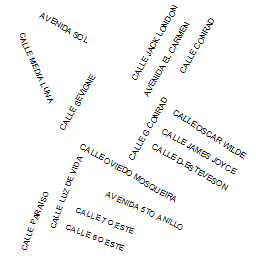 AVENIDA SOL
CALLE JACK LONDON
AVENIDA EL CARMEN
CALLE CONRAD
CALLE MEDIA LUNA
CALLE SEVIGNE
CALLE G CONRAD
CALLE OSCAR WILDE
CALLE JAMES JOYCE
CALLE D-ESTEVESON
CALLE OVIEDO MOSQUEIRA
CALLE LUZ DE VIDA
CALLE PARAISO
AVENIDA 5TO ANILLO
CALLE 7 OESTE
CALLE 6 OESTE